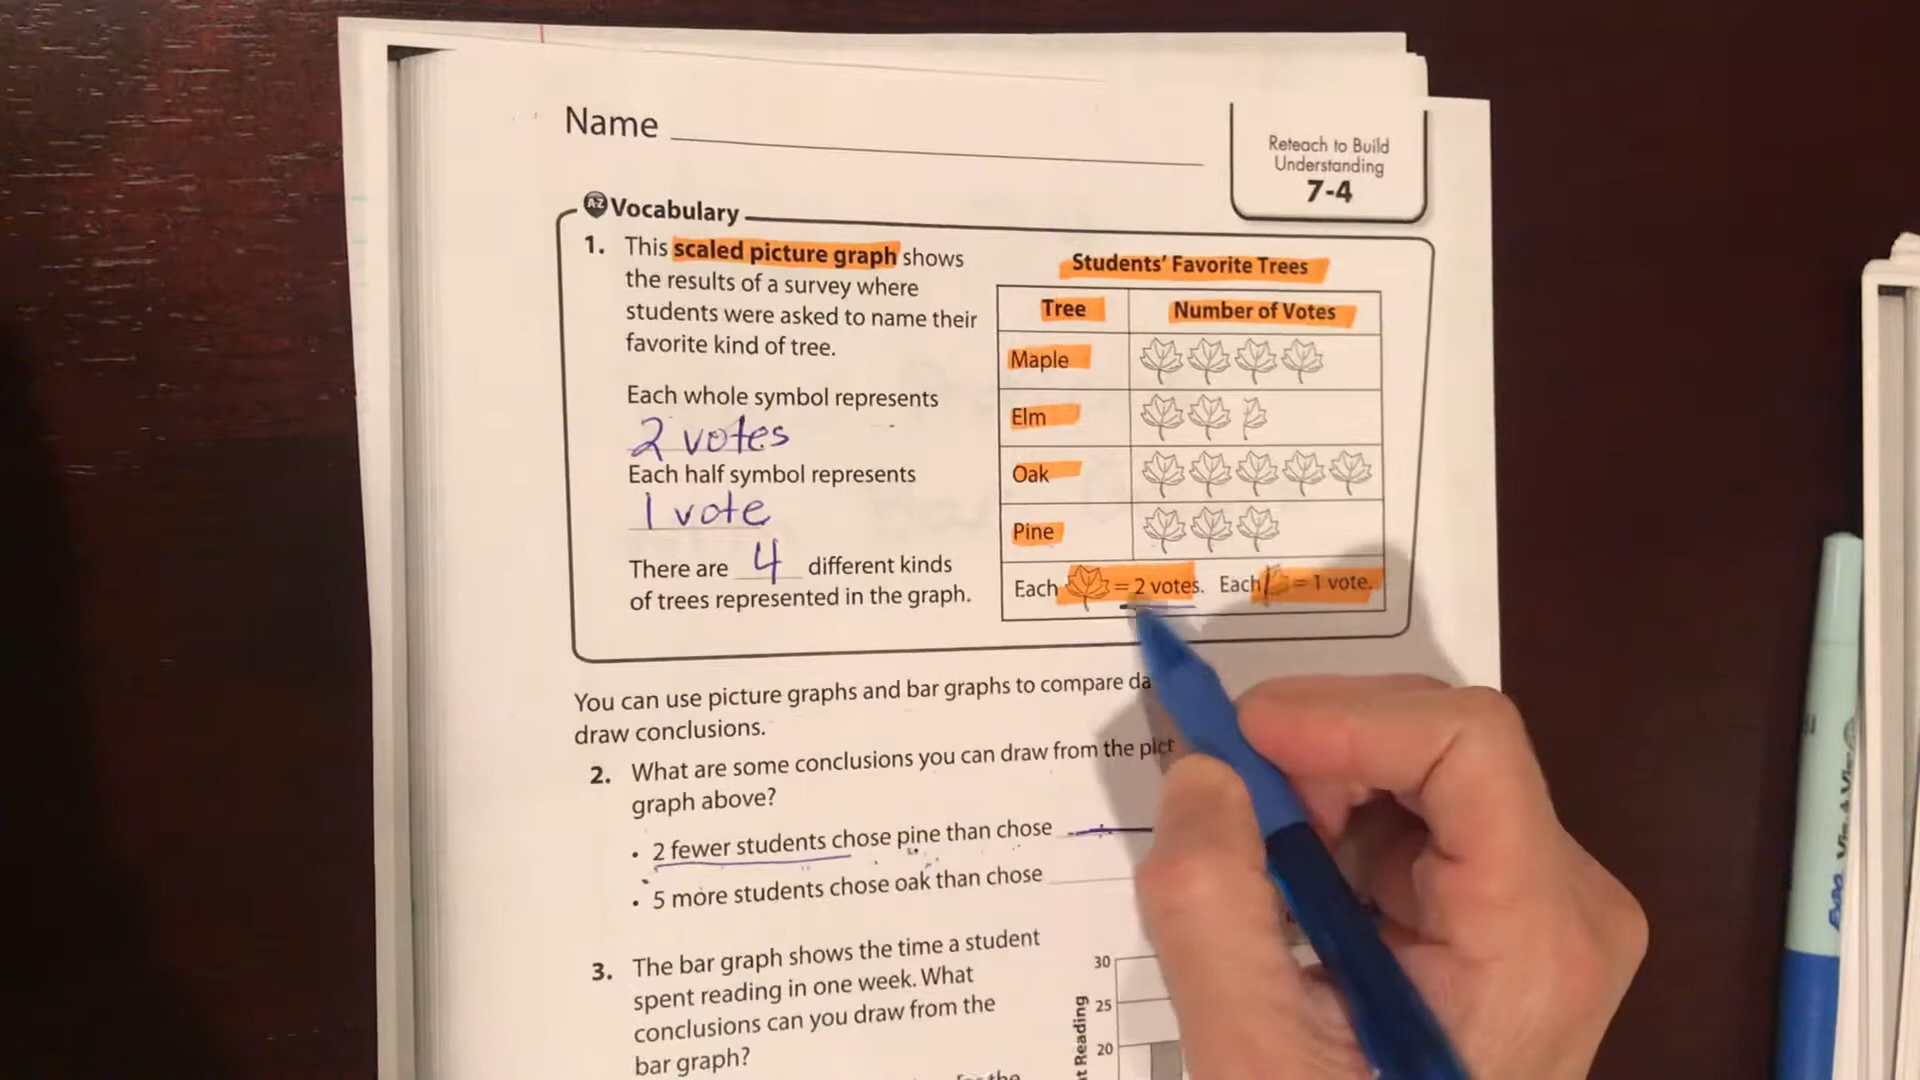 Name
Reteach to Build
Understanding
7-4
A-Z Vocabulary
1. This scaled picture graph shows
the results of a survey where
students were asked to name their
favorite kind of tree.
Each whole symbol represents
2 votes
Each half symbol represents
1 vote
There are 4 different kinds
of trees represented in the graph.
Students' Favorite Trees
Tree Number of Votes
Maple
Elm
Oak
Pine
Each = 2 votes. Each = 1 vote.
You can use picture graphs and bar graphs to compare da
draw conclusions.
2. What are some conclusions you can draw from the pict
graph above?
• 2 fewer students chose pine than chose
• 5 more students chose oak than chose
3. The bar graph shows the time a student
spent reading in one week. What
conclusions can you draw from the
bar graph?
the
30
25
20
t Reading
Expo Vis-A-Vis